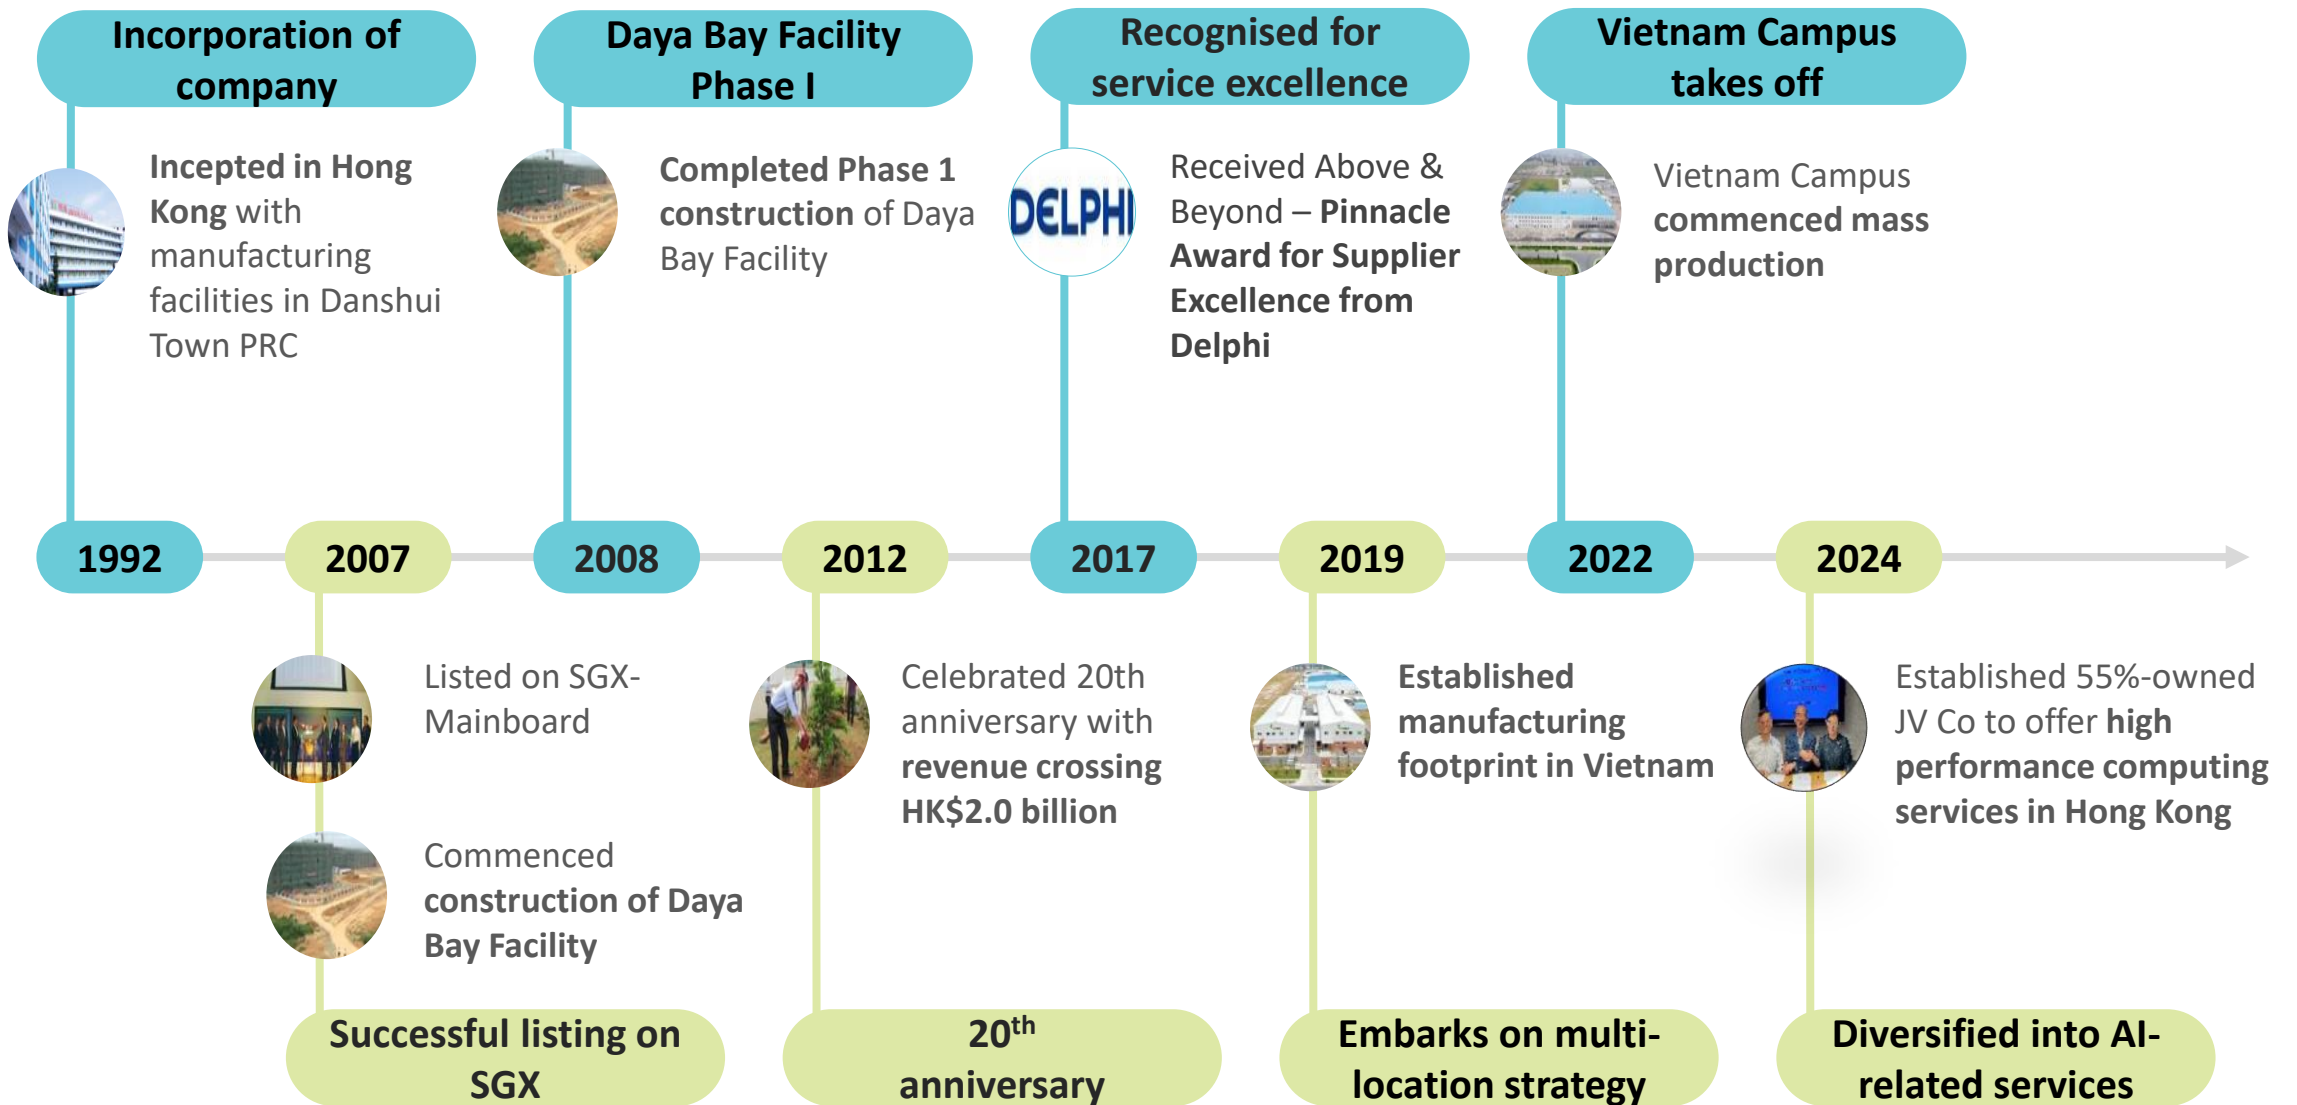 Incorporation of
company
Incepted in Hong
Kong with
manufacturing
facilities in Danshui
Town PRC
Daya Bay Facility
Phase I
Completed Phase 1
construction of Daya
Bay Facility
Recognised for
service excellence
DELPHI
Received Above &
Beyond – Pinnacle
Award for Supplier
Excellence from
Delphi
Vietnam Campus
takes off
Vietnam Campus
commenced mass
production
1992
2007
2008
2012
2017
2019
2022
2024
Listed on SGX-
Mainboard
Commenced
construction of Daya
Bay Facility
Successful listing on
SGX
Celebrated 20th
anniversary with
revenue crossing
HK$2.0 billion
20th
anniversary
Established
manufacturing
footprint in Vietnam
Embarks on multi-
location strategy
Established 55%-owned
JV Co to offer high
performance computing
services in Hong Kong
Diversified into AI-
related services